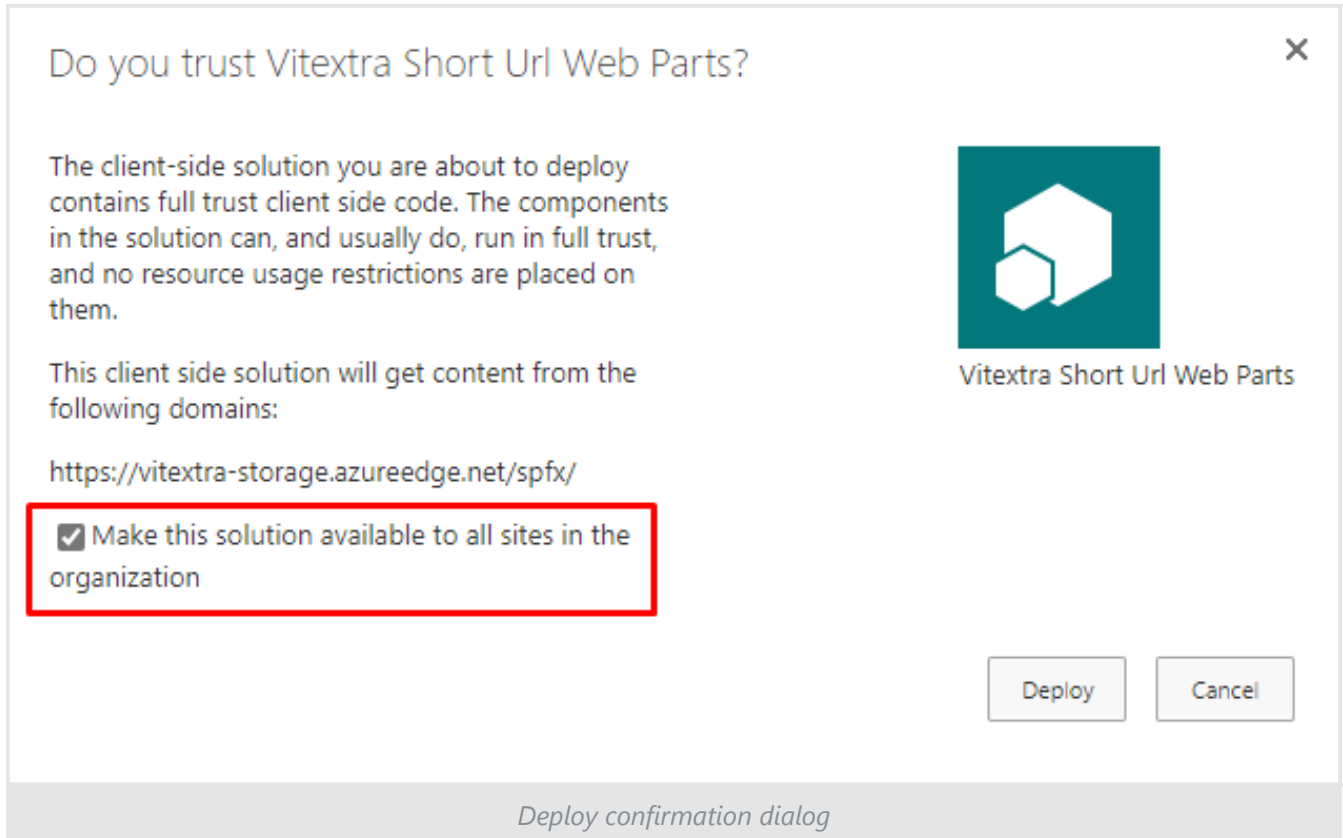 Do you trust Vitextra Short Url Web Parts?
The client-side solution you are about to deploy
contains full trust client side code. The components
in the solution can, and usually do, run in full trust,
and no resource usage restrictions are placed on
them.
This client side solution will get content from the
following domains:
https://vitextra-storage.azureedge.net/spfx/
Make this solution available to all sites in the
organization
Vitextra Short Url Web Parts
Deploy
Cancel
Deploy confirmation dialog